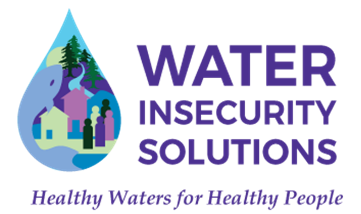 WATER
INSECURITY
SOLUTIONS
Healthy Waters for Healthy People